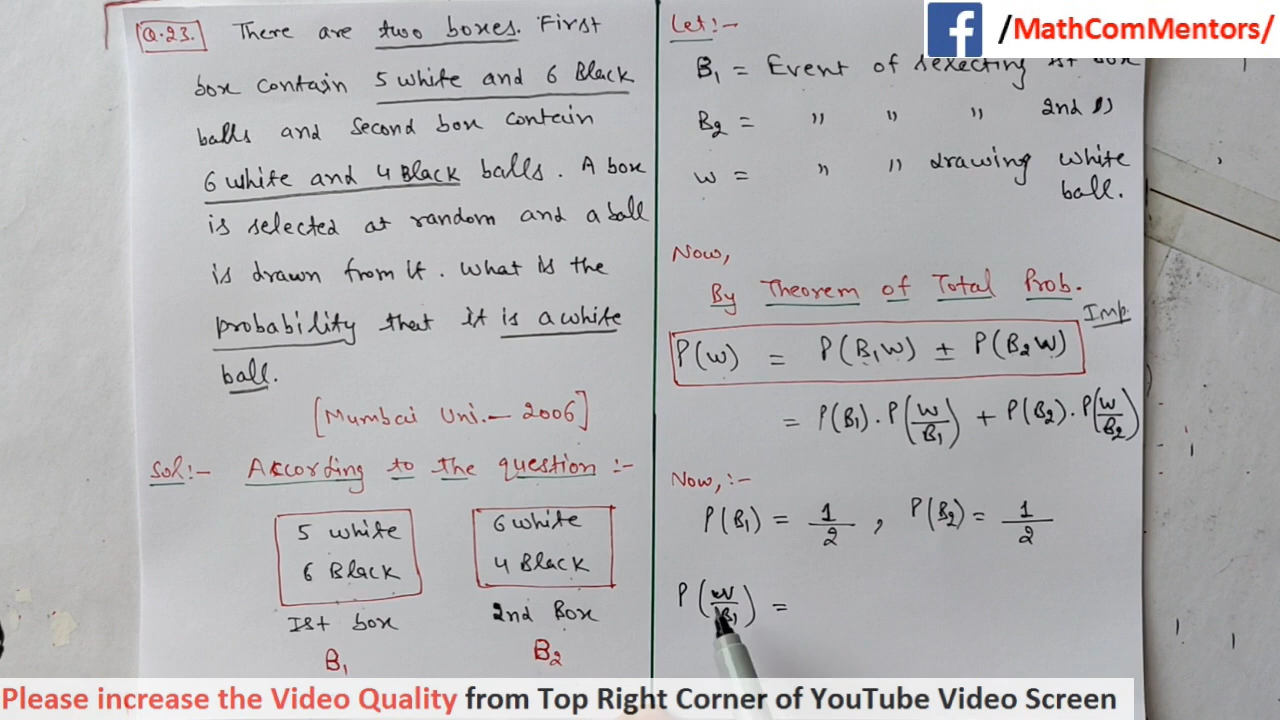 Q.23. There are two boxes. First
box contain 5 white and 6 Black
balls and Second box contain
6 white and 4 Black balls. A box
is selected at random and a ball
is drawn from it. What is the
probability that it is a white
ball.
[Mumbai Uni.– 2006]
Sol:- According to the question :-
5 white
6 Black
Ist box
B₁
6 white
4 Black
2nd Box
B₂
Let:-
/MathComMentors/
B₁ = Event of selecting Ist box
B₂ = " " " 2nd "
W = " " drawing white
ball.
Now,
By Theorem of Total Prob.
Imp.
P(W) = P(B₁W) + P(B₂W)
= P(B₁).P(W/B₁) + P(B₂).P(W/B₂)
Now,:-
P(B₁) = 1/2 , P(B₂) = 1/2
P(W/B₁) =
Please increase the Video Quality from Top Right Corner of YouTube Video Screen